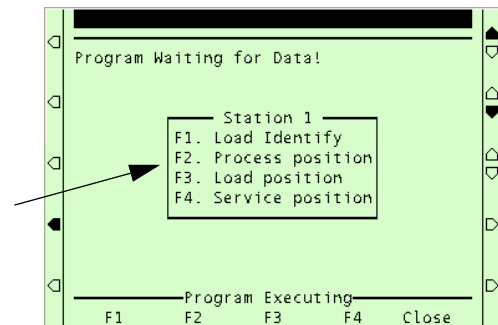 Program Waiting for Data!
Station 1
F1. Load Identify
F2. Process position
F3. Load position
F4. Service position
Program Executing
F1 F2 F3 F4 Close